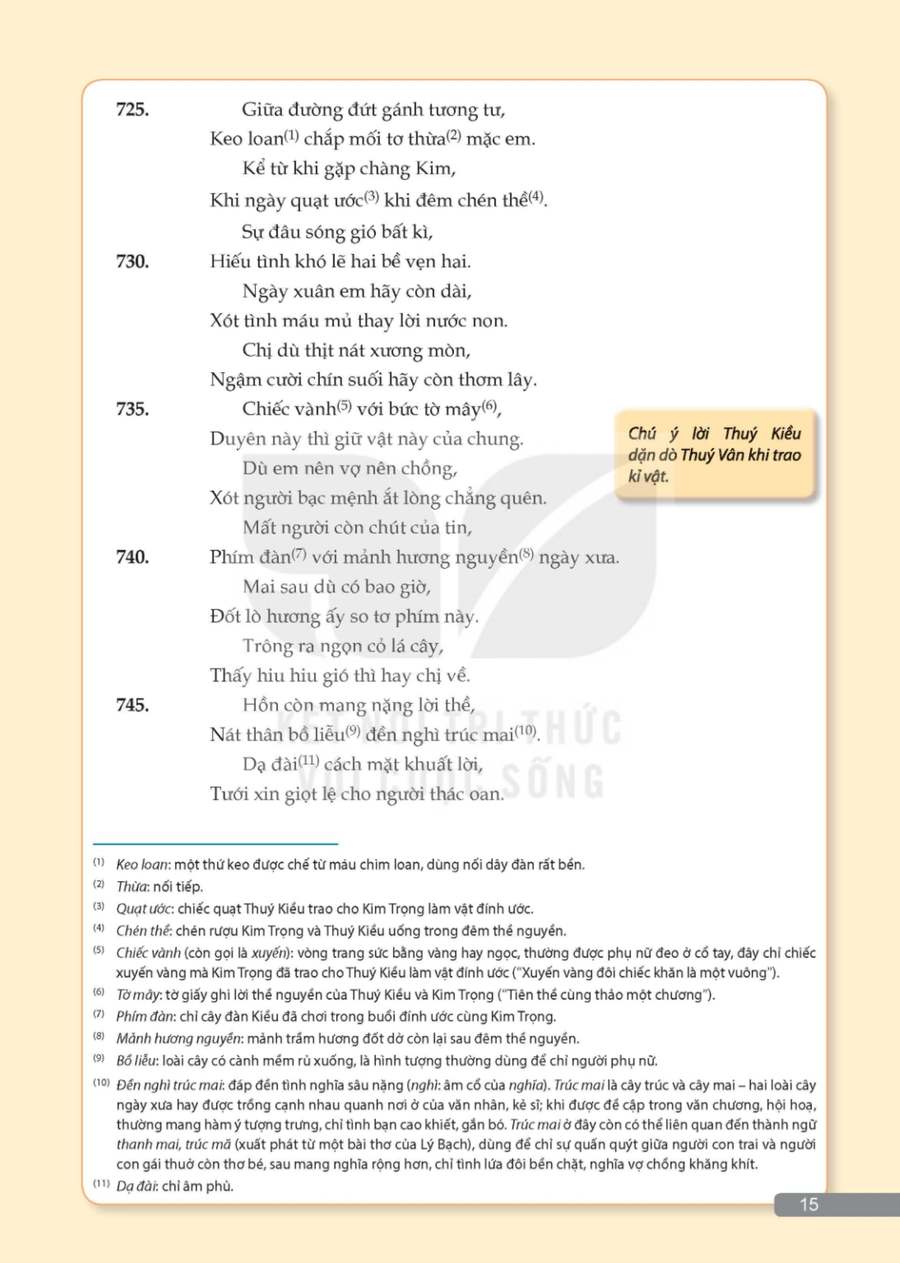 725. Giữa đường đứt gánh tương tư,
Keo loan(1) chắp mối tơ thừa(2) mặc em.
Kể từ khi gặp chàng Kim,
Khi ngày quạt ước(3) khi đêm chén thề(4).
Sự đâu sóng gió bất kì,
730. Hiếu tình khó lẽ hai bề vẹn hai.
Ngày xuân em hãy còn dài,
Xót tình máu mủ thay lời nước non.
Chị dù thịt nát xương mòn,
Ngậm cười chín suối hãy còn thơm lây.
735. Chiếc vành(5) với bức tờ mây(6),
Duyên này thì giữ vật này của chung.
Dù em nên vợ nên chồng,
Xót người bạc mệnh ắt lòng chẳng quên.
Mất người còn chút của tin,
740. Phím đàn(7) với mảnh hương nguyền(8) ngày xưa.
Mai sau dù có bao giờ,
Đốt lò hương ấy so tơ phím này.
Trông ra ngọn cỏ lá cây,
Thấy hiu hiu gió thì hay chị về.
745. Hồn còn mang nặng lời thề,
Nát thân bồ liễu(9) đền nghì trúc mai(10).
Dạ đài(11) cách mặt khuất lời,
Tưới xin giọt lệ cho người thác oan.
Chú ý lời Thuý Kiều
dặn dò Thuý Vân khi trao
kỉ vật.
KẾT NỐI TRI THỨC
VỚI CUỘC SỐNG
(1) Keo loan: một thứ keo được chế từ máu chim loan, dùng nối dây đàn rất bền.
(2) Thừa: nối tiếp.
(3) Quạt ước: chiếc quạt Thuý Kiều trao cho Kim Trọng làm vật đính ước.
(4) Chén thề: chén rượu Kim Trọng và Thuý Kiều uống trong đêm thề nguyền.
(5) Chiếc vành (còn gọi là xuyến): vòng trang sức bằng vàng hay ngọc, thường được phụ nữ đeo ở cổ tay, đây chỉ chiếc
xuyến vàng mà Kim Trọng đã trao cho Thuý Kiều làm vật đính ước (“Xuyến vàng đôi chiếc khăn là một vuông”).
(6) Tờ mây: tờ giấy ghi lời thề nguyền của Thuý Kiều và Kim Trọng (“Tiên thề cùng thảo một chương”).
(7) Phím đàn: chỉ cây đàn Kiều đã chơi trong buổi đính ước cùng Kim Trọng.
(8) Mảnh hương nguyền: mảnh trầm hương đốt dở còn lại sau đêm thề nguyền.
(9) Bồ liễu: loài cây có cành mềm rủ xuống, là hình tượng thường dùng để chỉ người phụ nữ.
(10) Đền nghì trúc mai: đáp đền tình nghĩa sâu nặng (nghì: âm cổ của nghĩa). Trúc mai là cây trúc và cây mai – hai loài cây
ngày xưa hay được trồng cạnh nhau quanh nơi ở của văn nhân, kẻ sĩ; khi được đề cập trong văn chương, hội hoạ,
thường mang hàm ý tượng trưng, chỉ tình bạn cao khiết, gắn bó. Trúc mai ở đây còn có thể liên quan đến thành ngữ
thanh mai, trúc mã (xuất phát từ một bài thơ của Lý Bạch), dùng để chỉ sự quấn quýt giữa người con trai và người
con gái thuở còn thơ bé, sau mang nghĩa rộng hơn, chỉ tình lứa đôi bền chặt, nghĩa vợ chồng khăng khít.
(11) Dạ đài: chỉ âm phủ.
15